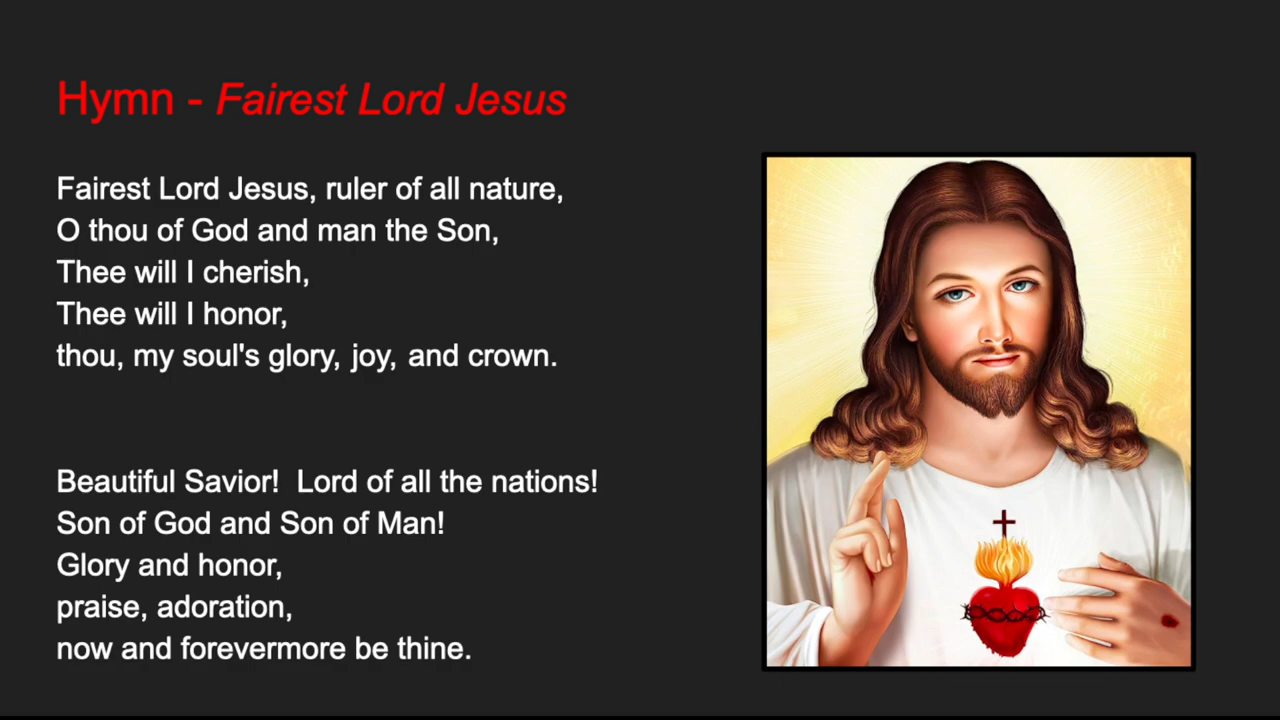 Hymn - Fairest Lord Jesus
Fairest Lord Jesus, ruler of all nature,
O thou of God and man the Son,
Thee will I cherish,
Thee will I honor,
thou, my soul's glory, joy, and crown.
Beautiful Savior!  Lord of all the nations!
Son of God and Son of Man!
Glory and honor,
praise, adoration,
now and forevermore be thine.